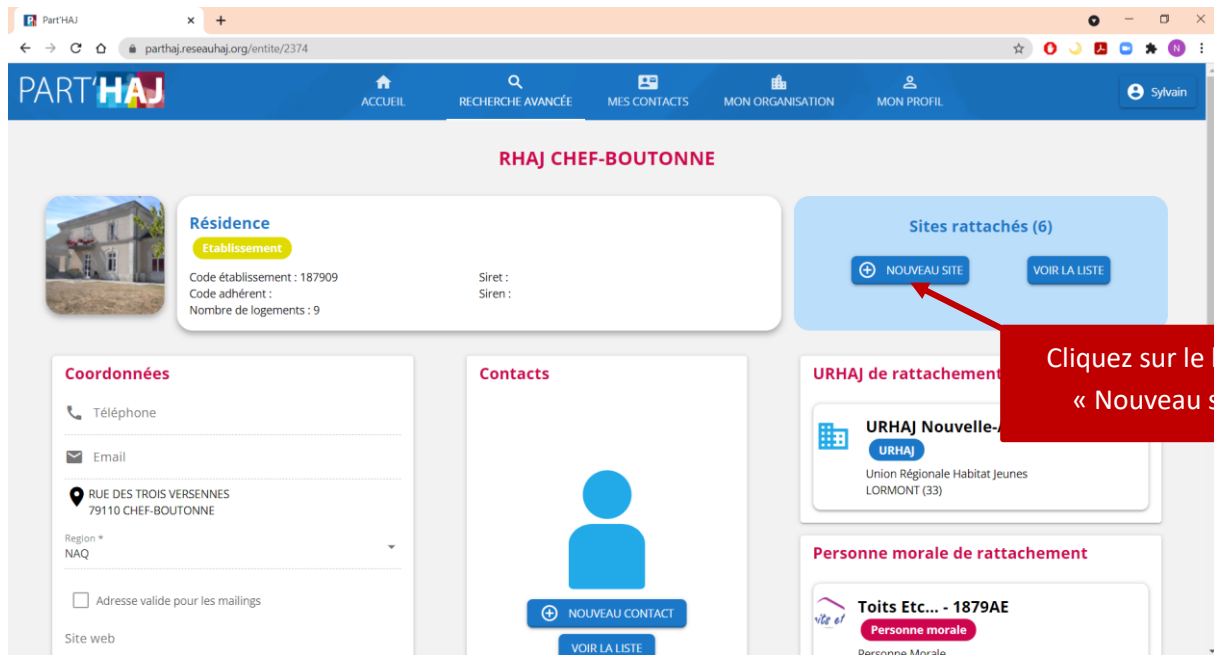 Part'HAJ
parthaj.reseauhaj.org/entite/2374
N
PART'HAJ
ACCUEIL
RECHERCHE AVANCÉE
MES CONTACTS
MON ORGANISATION
MON PROFIL
Sylvain
RHAJ CHEF-BOUTONNE
Résidence
Etablissement
Code établissement : 187909
Code adhérent :
Nombre de logements : 9
Siret :
Siren :
Sites rattachés (6)
NOUVEAU SITE
VOIR LA LISTE
Cliquez sur le
« Nouveau
Coordonnées
Téléphone
Email
RUE DES TROIS VERSENNES
79110 CHEF-BOUTONNE
Region *
NAQ
Adresse valide pour les mailings
Site web
Contacts
NOUVEAU CONTACT
VOIR LA LISTE
URHAJ de rattachement
URHAJ Nouvelle-
URHAJ
Union Régionale Habitat Jeunes
LORMONT (33)
Personne morale de rattachement
Toits Etc... - 1879AE
Personne morale
Personne Morale